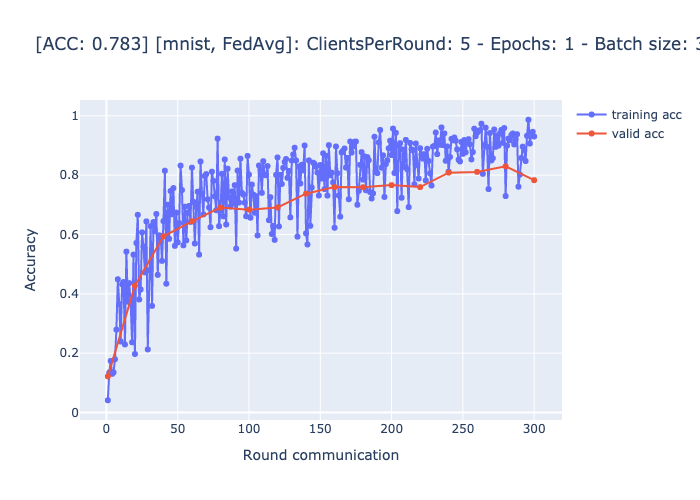 [ACC: 0.783] [mnist, FedAvg]: ClientsPerRound: 5 - Epochs: 1 - Batch size:
training acc
valid acc
Accuracy
1
0.8
0.6
0.4
0.2
0
0 50 100 150 200 250 300
Round communication